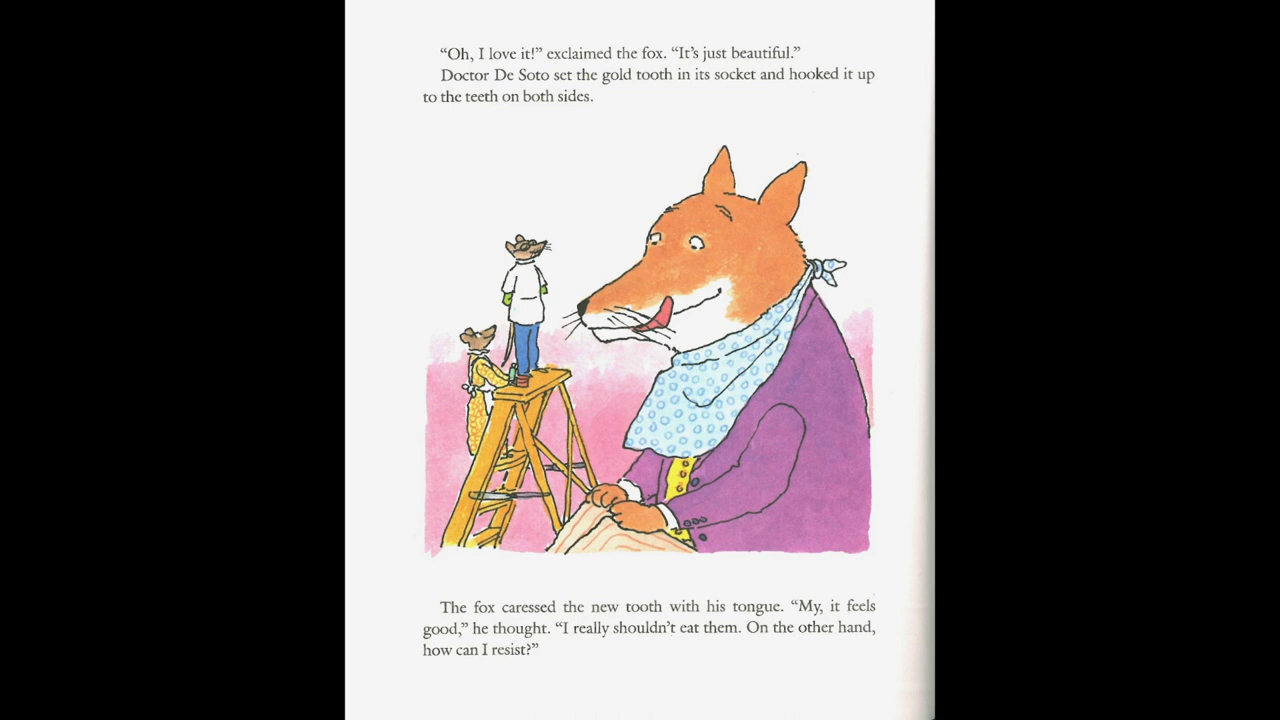 “Oh, I love it!” exclaimed the fox. “It’s just beautiful.”
Doctor De Soto set the gold tooth in its socket and hooked it up
to the teeth on both sides.
The fox caressed the new tooth with his tongue. “My, it feels
good,” he thought. “I really shouldn’t eat them. On the other hand,
how can I resist?”